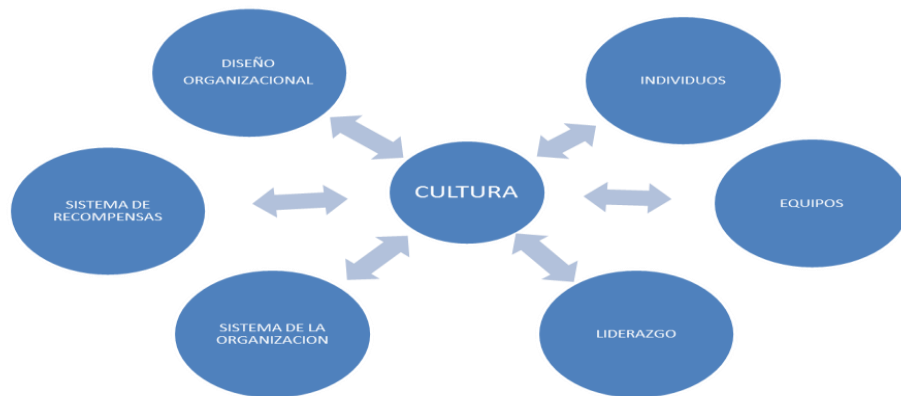 DISEÑO
ORGANIZACIONAL
INDIVIDUOS
SISTEMA DE
RECOMPENSAS
CULTURA
EQUIPOS
SISTEMA DE LA
ORGANIZACION
LIDERAZGO